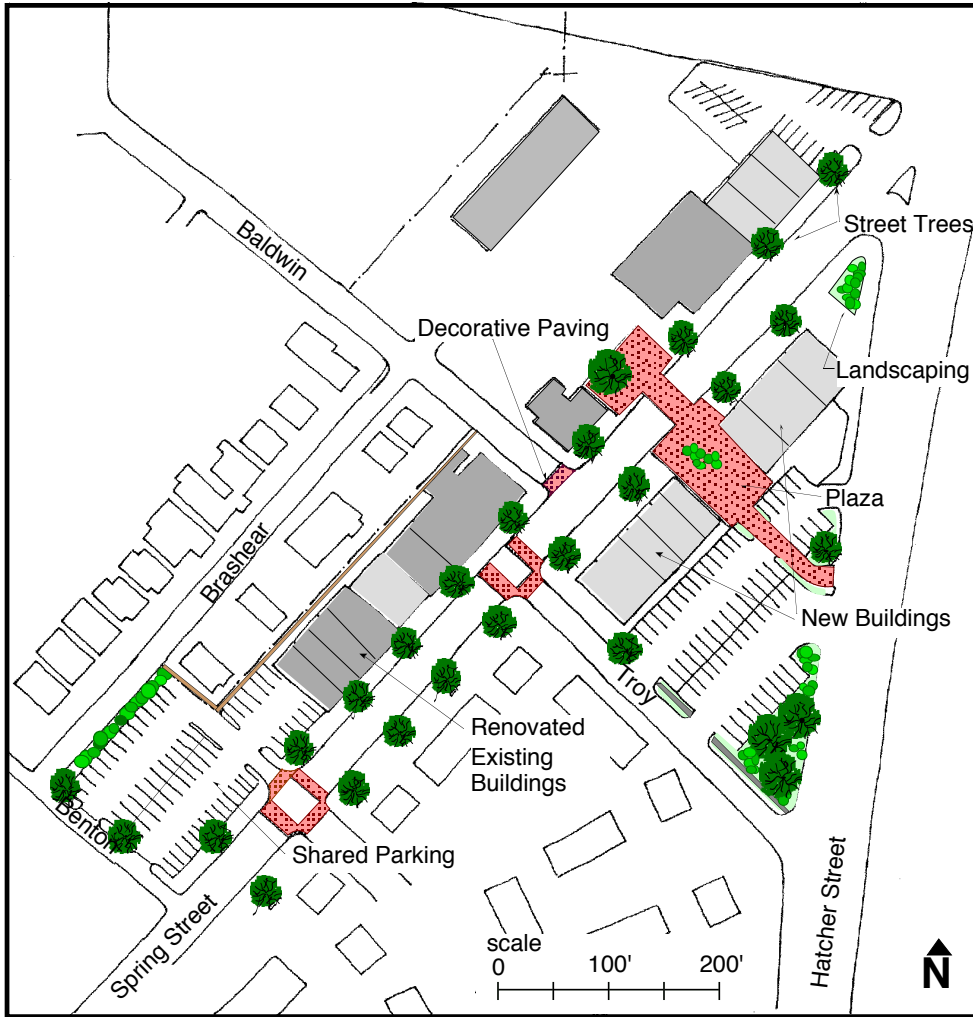 Baldwin
Street Trees
Decorative Paving
Landscaping
Plaza
Brashear
New Buildings
Troy
Renovated
Existing
Buildings
Benton
Shared Parking
Spring Street
Hatcher Street
scale
0 100' 200'
N